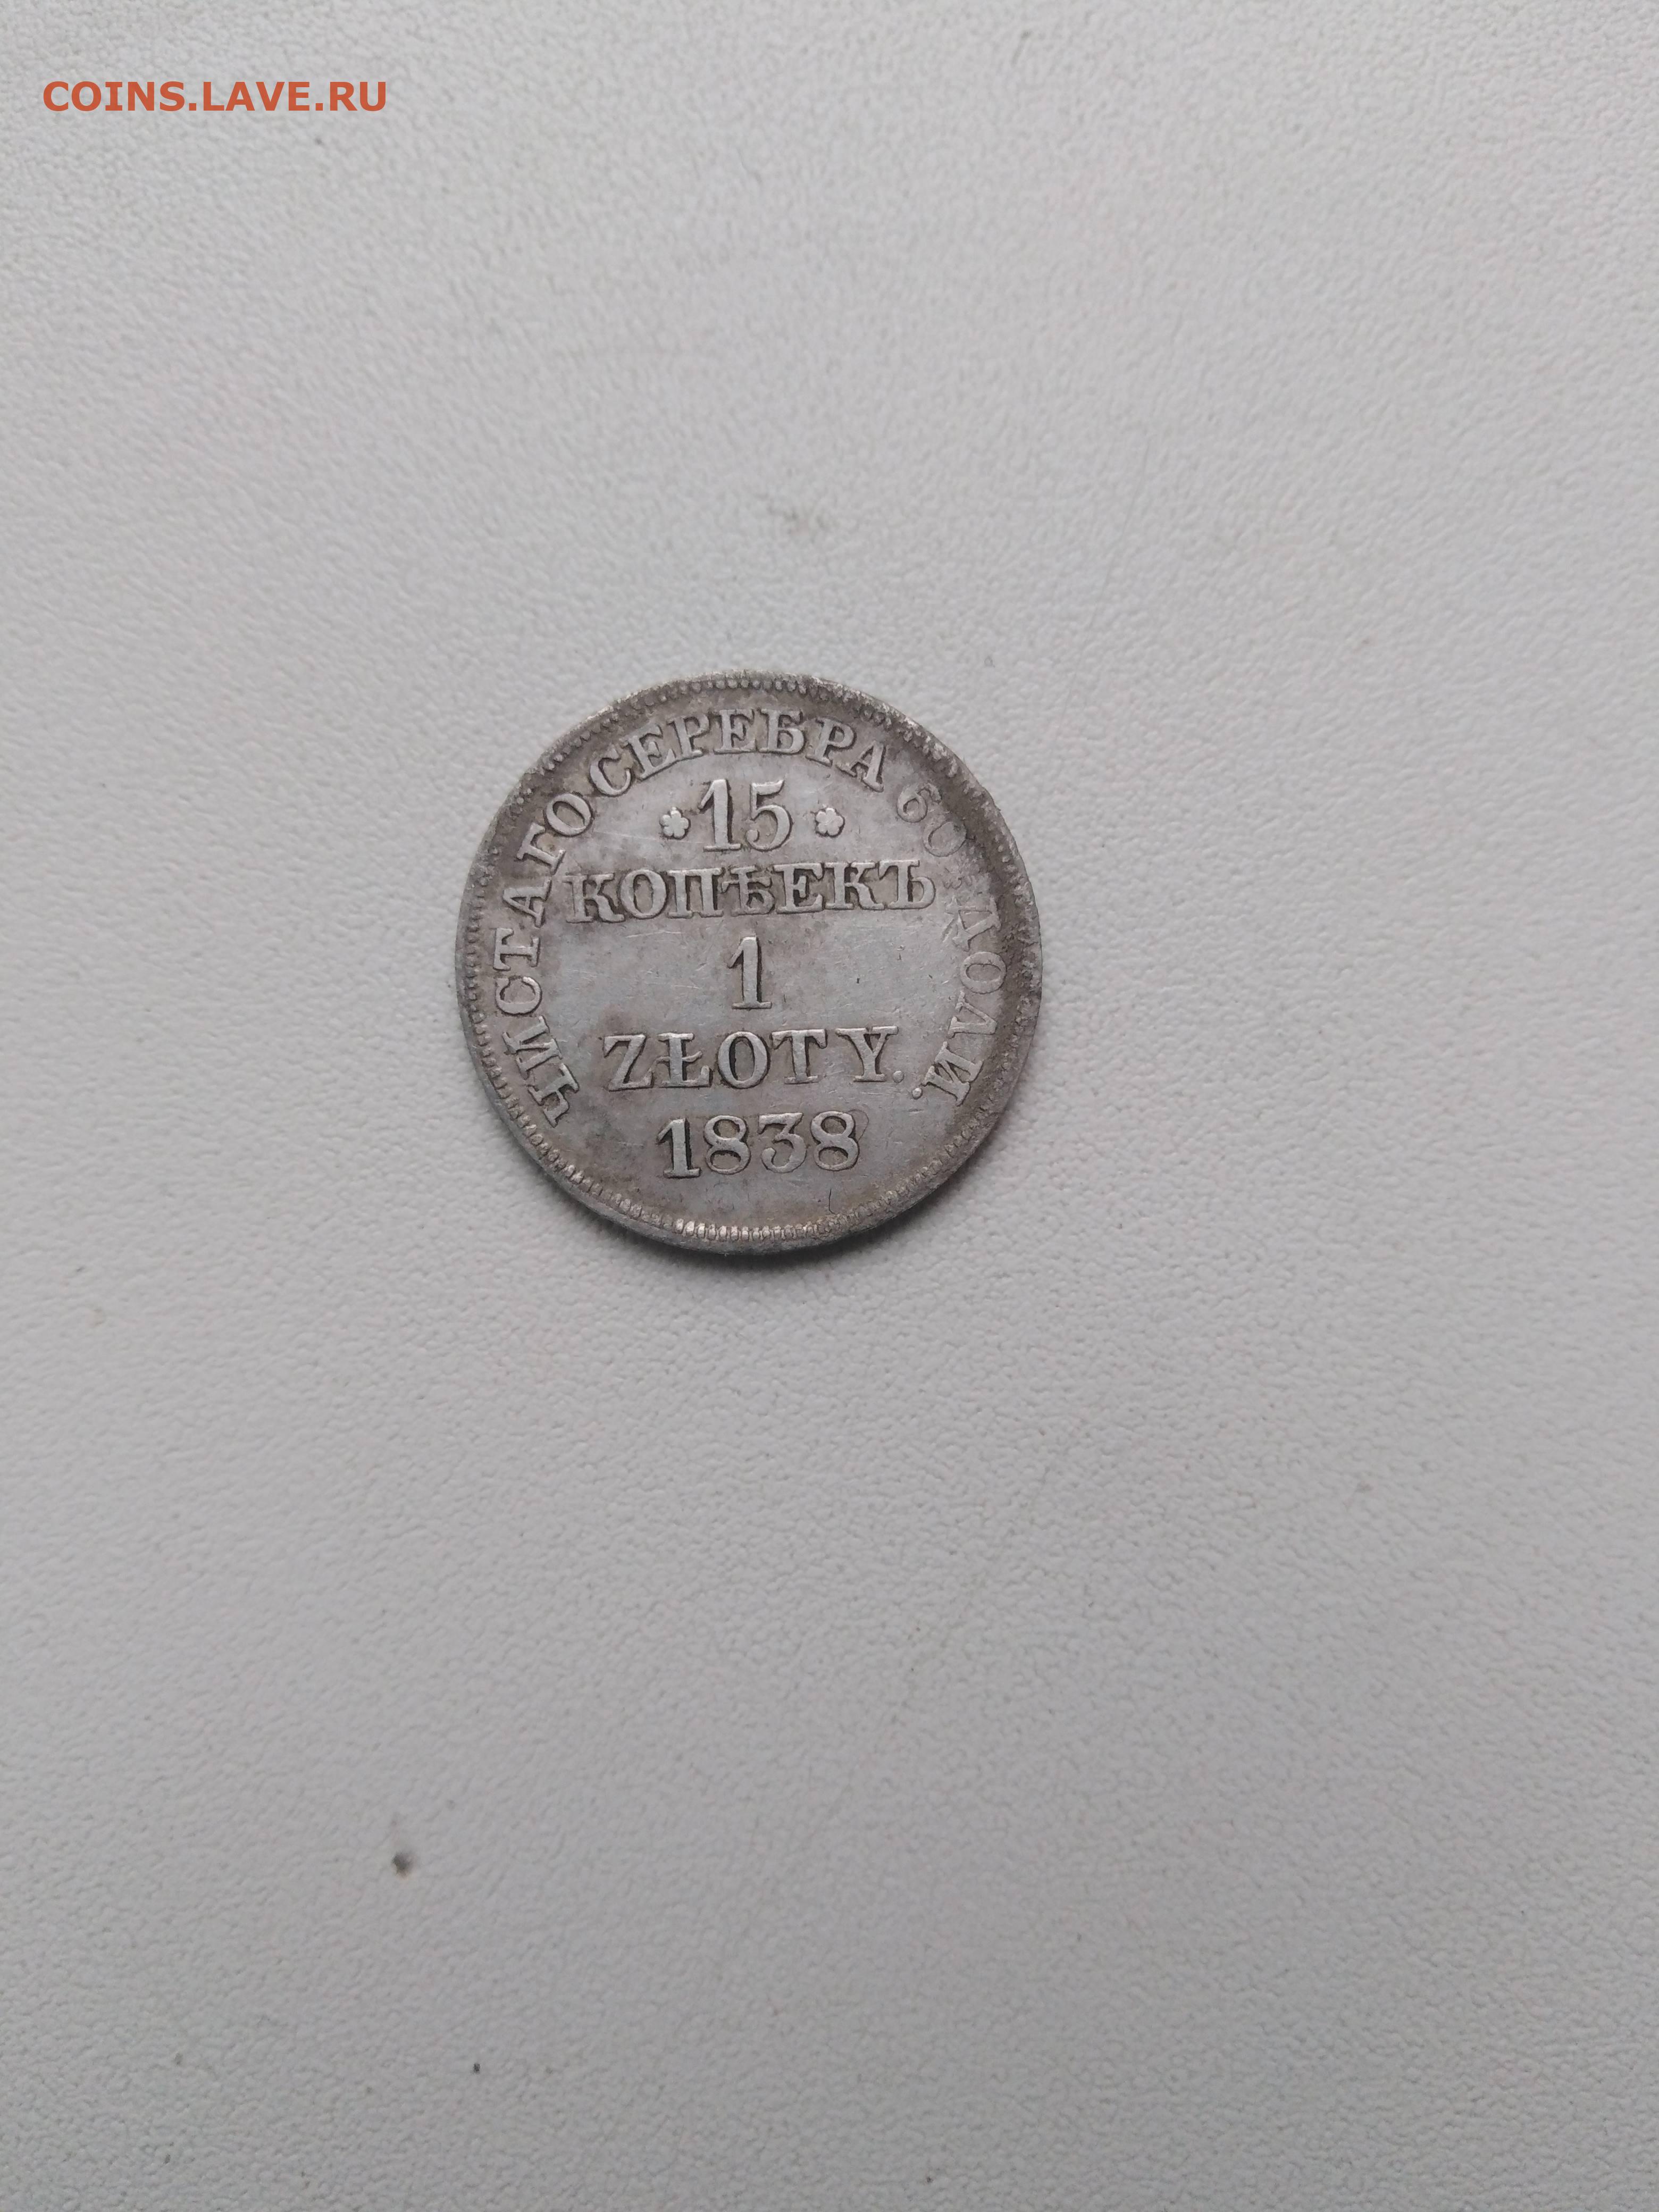 COINS.LAVE.RU
ЧИСТАГО СЕРЕБРА 60 ДОЛИ.
15
КОПѢЕКЪ
1
ZŁOTY.
1838